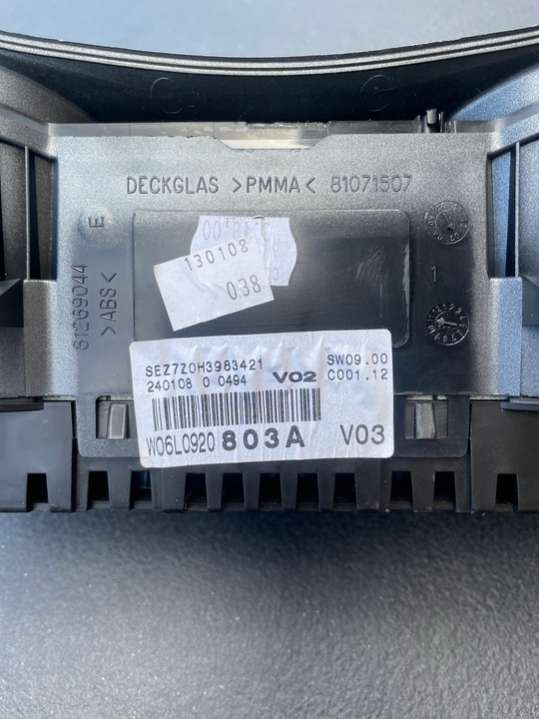 DECKGLAS >PMMA< 81071507
E
81269044
>ABS<
1
130108
038
SEZ7Z0H3983421
SW09.00
240108 0 0494
V02
C001.12
W06L0920 803A
V03